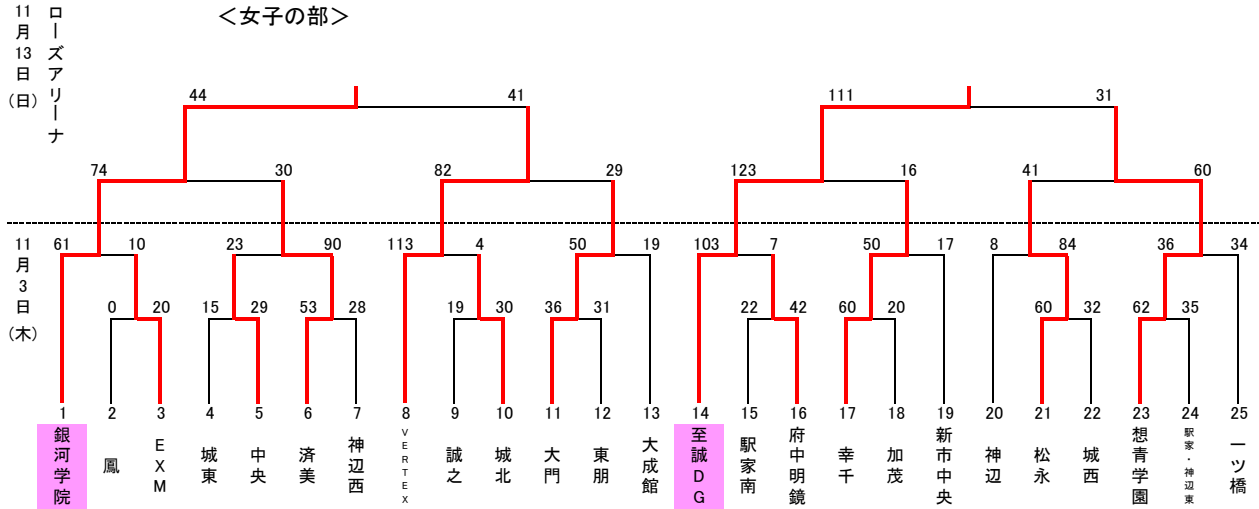 <女子の部>
11月13日(日)
ローズアリーナ
44 41 111 31
74 30 82 29 123 16 41 60
11月3日(木)
61 10 23 90 113 4 50 19 103 7 50 17 8 84 36 34
0 20 15 29 53 28 19 30 36 31 22 42 60 20 60 32 62 35
1 2 3 4 5 6 7 8 9 10 11 12 13 14 15 16 17 18 19 20 21 22 23 24 25
銀河学院
鳳
EXM
城東
中央
済美
神辺西
VERTEX
誠之
城北
大門
東朋
大成館
至誠DG
駅家南
府中明鏡
幸千
加茂
新市中央
神辺
松永
城西
想青学園
駅家・神辺東
一ツ橋